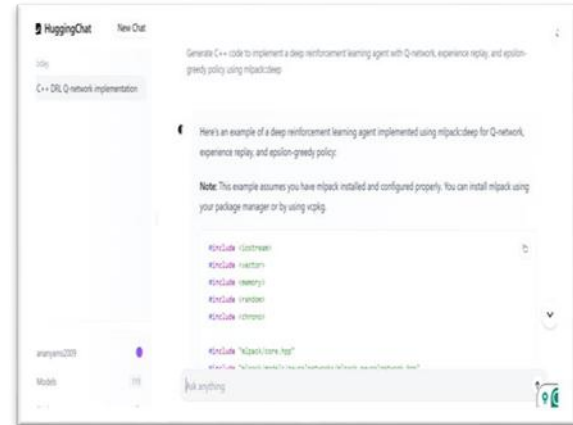 HuggingChat
New Chat
Today
C++ DRL Q-network implementation
Generate C++ code to implement a deep reinforcement learning agent with Q-network, experience replay, and epsilon-
greedy policy using mlpack::deep
Here's an example of a deep reinforcement learning agent implemented using mlpack::deep for Q-network,
experience replay, and epsilon-greedy policy:
Note: This example assumes you have mlpack installed and configured properly. You can install mlpack using
your package manager or by using vcpkg.
#include <iostream>
#include <vector>
#include <memory>
#include <random>
#include <chrono>
#include "mlpack/core.hpp"
#include
ananyams2009
Models
Ask anything